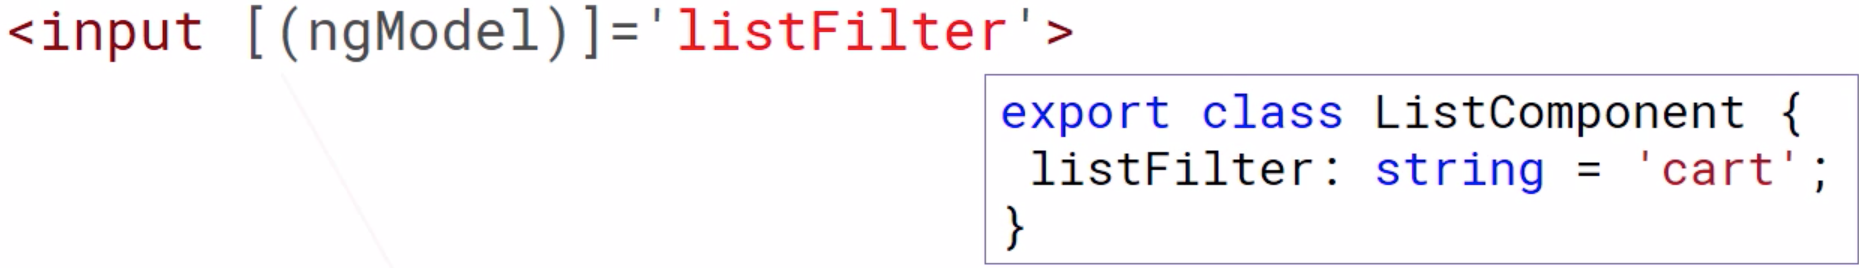 <input [(ngModel)]='listFilter'>
export class ListComponent {
listFilter: string = 'cart';
}